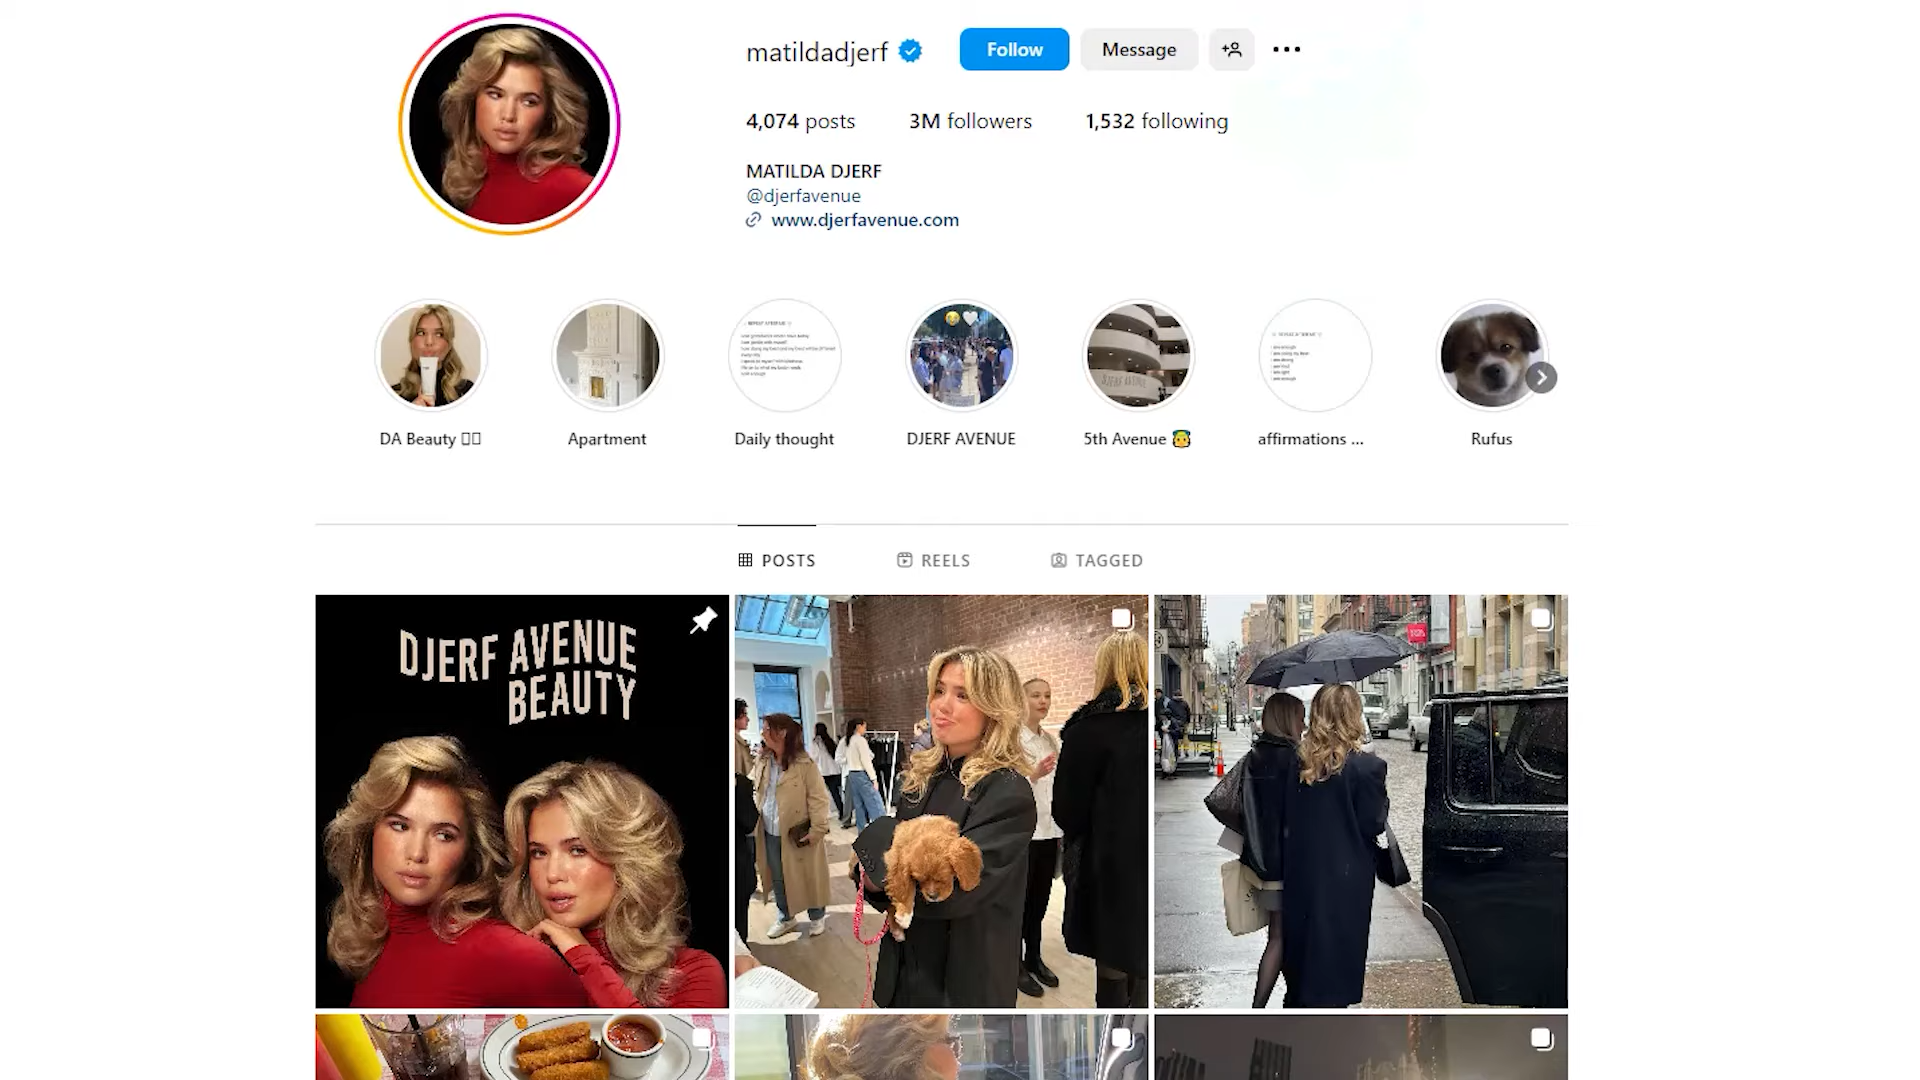 matildadjerf
Follow
Message
4,074 posts
3M followers
1,532 following
MATILDA DJERF
@djerfavenue
www.djerfavenue.com
DA Beauty
Apartment
Daily thought
DJERF AVENUE
5th Avenue
affirmations ...
Rufus
POSTS
REELS
TAGGED
DJERF AVENUE
BEAUTY